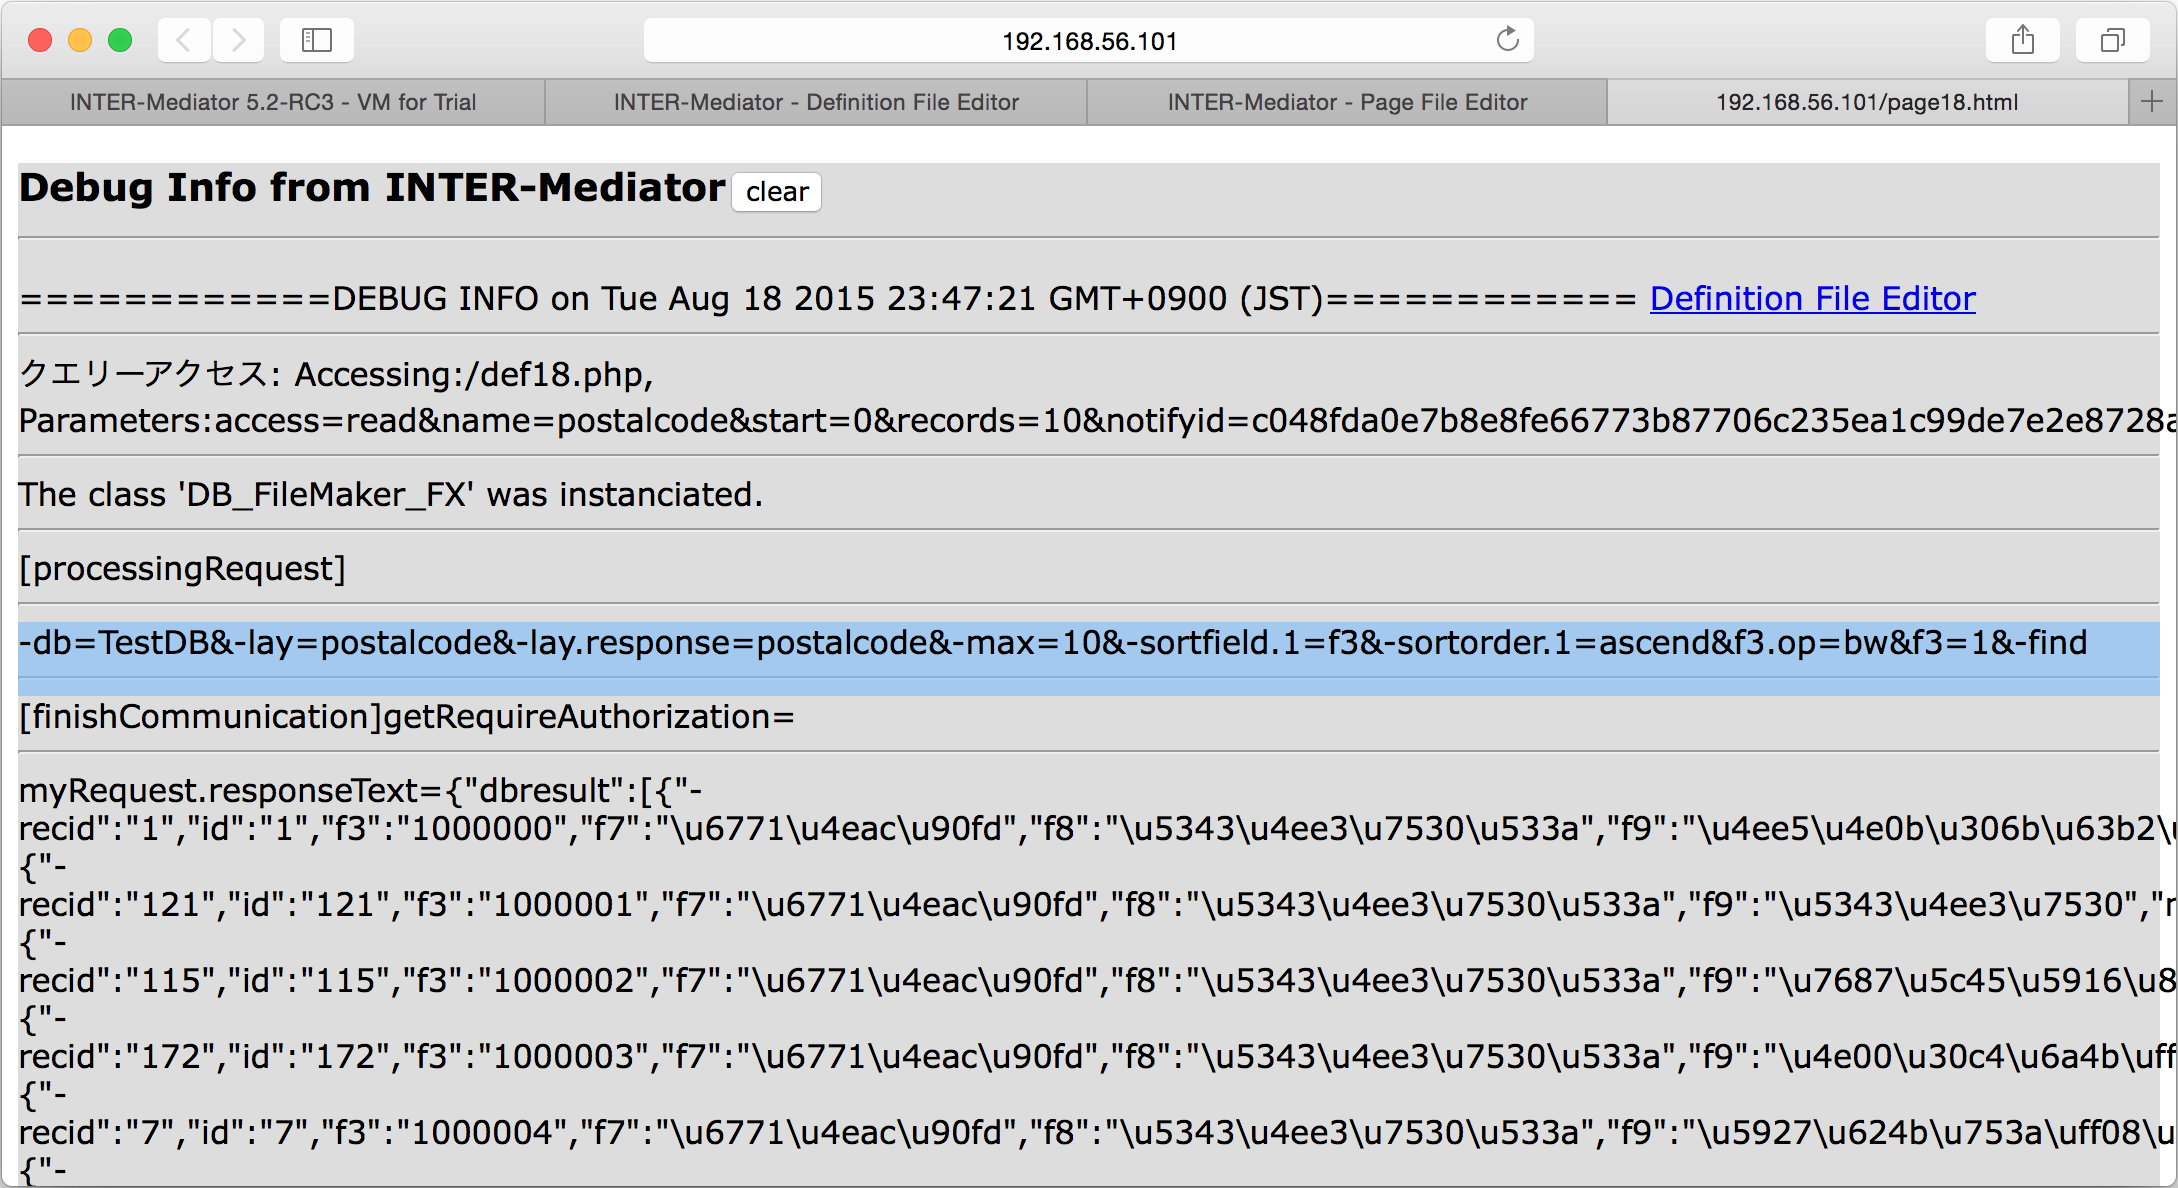 192.168.56.101
INTER-Mediator 5.2-RC3 - VM for Trial
INTER-Mediator - Definition File Editor
INTER-Mediator - Page File Editor
192.168.56.101/page18.html
Debug Info from INTER-Mediator clear
============DEBUG INFO on Tue Aug 18 2015 23:47:21 GMT+0900 (JST)============ Definition File Editor
クエリーアクセス: Accessing:/def18.php,
Parameters:access=read&name=postalcode&start=0&records=10&notifyid=c048fda0e7b8e8fe66773b87706c235ea1c99de7e2e8728a
The class 'DB_FileMaker_FX' was instanciated.
[processingRequest]
-db=TestDB&-lay=postalcode&-lay.response=postalcode&-max=10&-sortfield.1=f3&-sortorder.1=ascend&f3.op=bw&f3=1&-find
[finishCommunication]getRequireAuthorization=
myRequest.responseText={"dbresult":[{"-
recid":"1","id":"1","f3":"1000000","f7":"\u6771\u4eac\u90fd","f8":"\u5343\u4ee3\u7530\u533a","f9":"\u4ee5\u4e0b\u306b\u63b2\u
{"-
recid":"121","id":"121","f3":"1000001","f7":"\u6771\u4eac\u90fd","f8":"\u5343\u4ee3\u7530\u533a","f9":"\u5343\u4ee3\u7530","r
{"-
recid":"115","id":"115","f3":"1000002","f7":"\u6771\u4eac\u90fd","f8":"\u5343\u4ee3\u7530\u533a","f9":"\u7687\u5c45\u5916\u8
{"-
recid":"172","id":"172","f3":"1000003","f7":"\u6771\u4eac\u90fd","f8":"\u5343\u4ee3\u7530\u533a","f9":"\u4e00\u30c4\u6a4b\uff
{"-
recid":"7","id":"7","f3":"1000004","f7":"\u6771\u4eac\u90fd","f8":"\u5343\u4ee3\u7530\u533a","f9":"\u5927\u624b\u753a\uff08\u
{"-